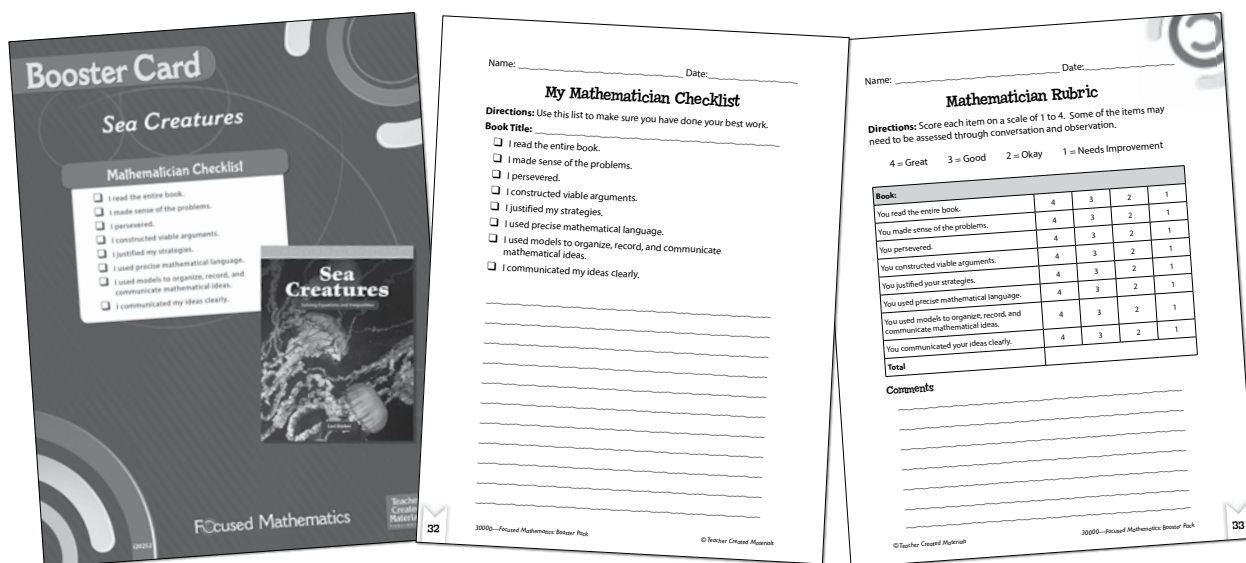 Booster Card
Sea Creatures
Mathematician Checklist
❑ I read the entire book.
❑ I made sense of the problems.
❑ I persevered.
❑ I constructed viable arguments.
❑ I justified my strategies.
❑ I used precise mathematical language.
❑ I used models to organize, record, and
communicate mathematical ideas.
❑ I communicated my ideas clearly.
Sea
Creatures
Solving Equations and Inequalities
Lori Barker
Focused Mathematics
Teacher
Created
Materials
Name: Date:
My Mathematician Checklist
Directions: Use this list to make sure you have done your best work.
Book Title:
❑ I read the entire book.
❑ I made sense of the problems.
❑ I persevered.
❑ I constructed viable arguments.
❑ I justified my strategies.
❑ I used precise mathematical language.
❑ I used models to organize, record, and communicate
mathematical ideas.
❑ I communicated my ideas clearly.
32
30000—Focused Mathematics Booster Pack
©Teacher Created Materials
Name: Date:
Mathematician Rubric
Directions: Score each item on a scale of 1 to 4. Some of the items may
need to be assessed through conversation and observation.
4 = Great 3 = Good 2 = Okay 1 = Needs Improvement
Book:
You read the entire book. 4 3 2 1
You made sense of the problems. 4 3 2 1
You persevered. 4 3 2 1
You constructed viable arguments. 4 3 2 1
You justified your strategies. 4 3 2 1
You used precise mathematical language. 4 3 2 1
You used models to organize, record, and
communicate mathematical ideas. 4 3 2 1
You communicated your ideas clearly. 4 3 2 1
Total
Comments
©Teacher Created Materials
30000—Focused Mathematics Booster Pack
33